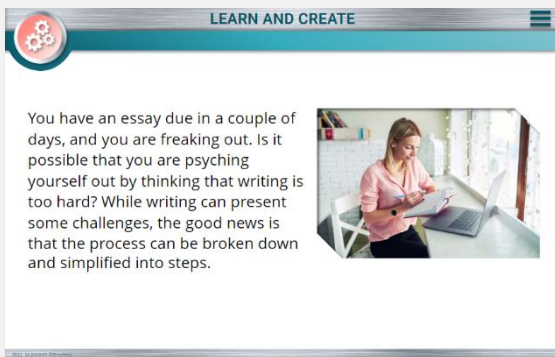 LEARN AND CREATE
You have an essay due in a couple of
days, and you are freaking out. Is it
possible that you are psyching
yourself out by thinking that writing is
too hard? While writing can present
some challenges, the good news is
that the process can be broken down
and simplified into steps.